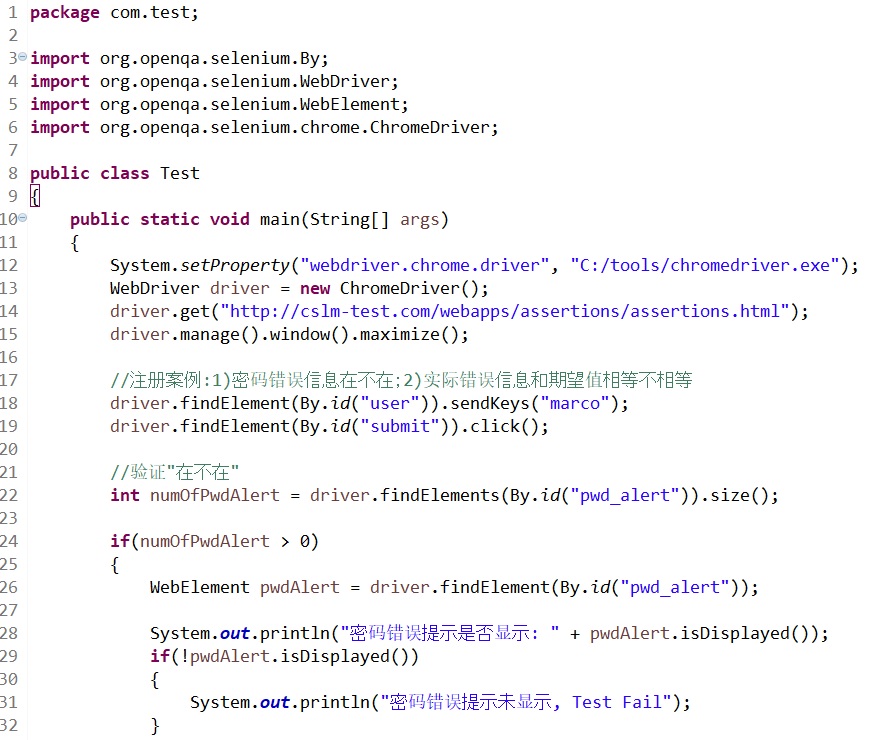 1 package com.test;
2
3 import org.openqa.selenium.By;
4 import org.openqa.selenium.WebDriver;
5 import org.openqa.selenium.WebElement;
6 import org.openqa.selenium.chrome.ChromeDriver;
7
8 public class Test
9 {
10 public static void main(String[] args)
11 {
12 System.setProperty("webdriver.chrome.driver", "C:/tools/chromedriver.exe");
13 WebDriver driver = new ChromeDriver();
14 driver.get("http://cslm-test.com/webapps/assertions/assertions.html");
15 driver.manage().window().maximize();
16
17 //注册案例:1)密码错误信息在不在;2)实际错误信息和期望值相等不相等
18 driver.findElement(By.id("user")).sendKeys("marco");
19 driver.findElement(By.id("submit")).click();
20
21 //验证"在不在"
22 int numOfPwdAlert = driver.findElements(By.id("pwd_alert")).size();
23
24 if(numOfPwdAlert > 0)
25 {
26 WebElement pwdAlert = driver.findElement(By.id("pwd_alert"));
27
28 System.out.println("密码错误提示是否显示: " + pwdAlert.isDisplayed());
29 if(!pwdAlert.isDisplayed())
30 {
31 System.out.println("密码错误提示未显示, Test Fail");
32 }